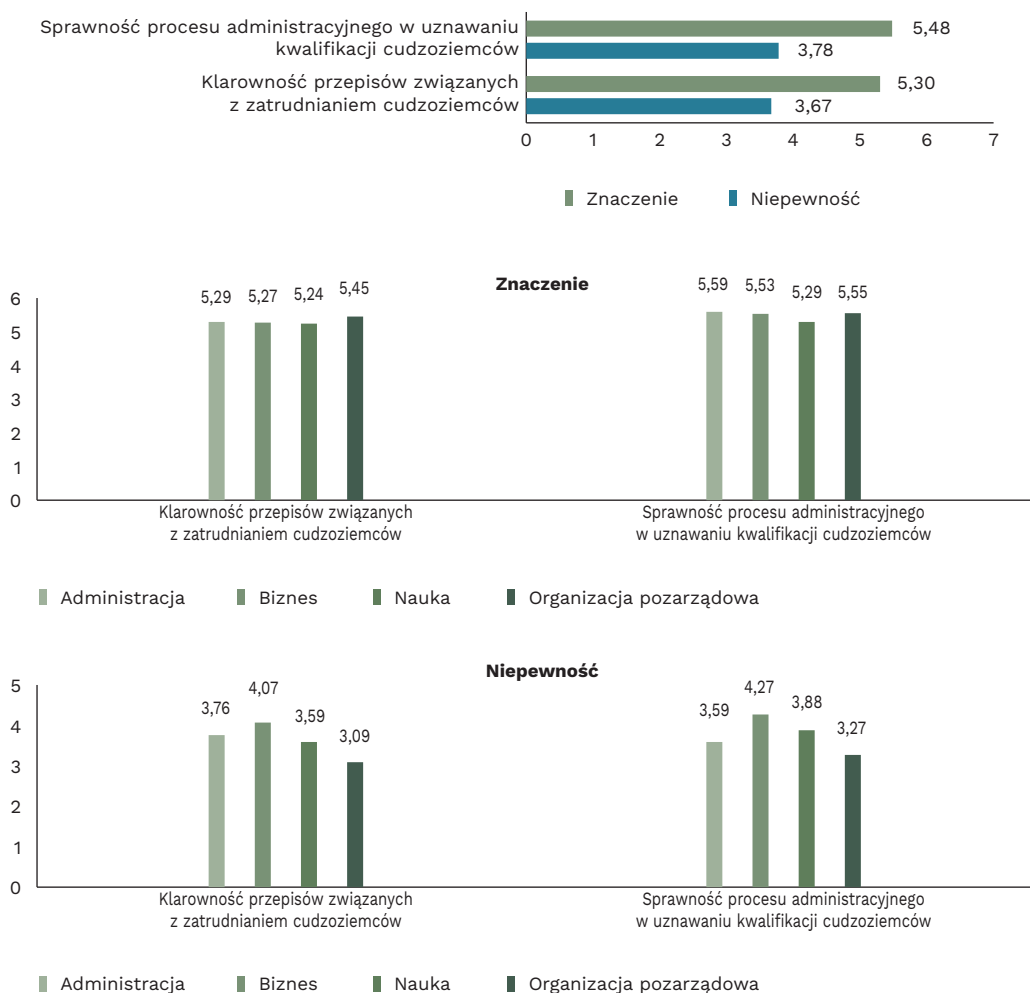 Sprawność procesu administracyjnego w uznawaniu
kwalifikacji cudzoziemców
5,48
3,78
Klarowność przepisów związanych
z zatrudnianiem cudzoziemców
5,30
3,67
0 1 2 3 4 5 6 7
Znaczenie Niepewność
Znaczenie
6
5
4
3
2
1
0
5,29 5,27 5,24 5,45
5,59 5,53 5,29 5,55
Klarowność przepisów związanych
z zatrudnianiem cudzoziemców
Sprawność procesu administracyjnego
w uznawaniu kwalifikacji cudzoziemców
Administracja Biznes Nauka Organizacja pozarządowa
Niepewność
5
4
3
2
1
0
3,76 4,07 3,59 3,09
3,59 4,27 3,88 3,27
Klarowność przepisów związanych
z zatrudnianiem cudzoziemców
Sprawność procesu administracyjnego
w uznawaniu kwalifikacji cudzoziemców
Administracja Biznes Nauka Organizacja pozarządowa